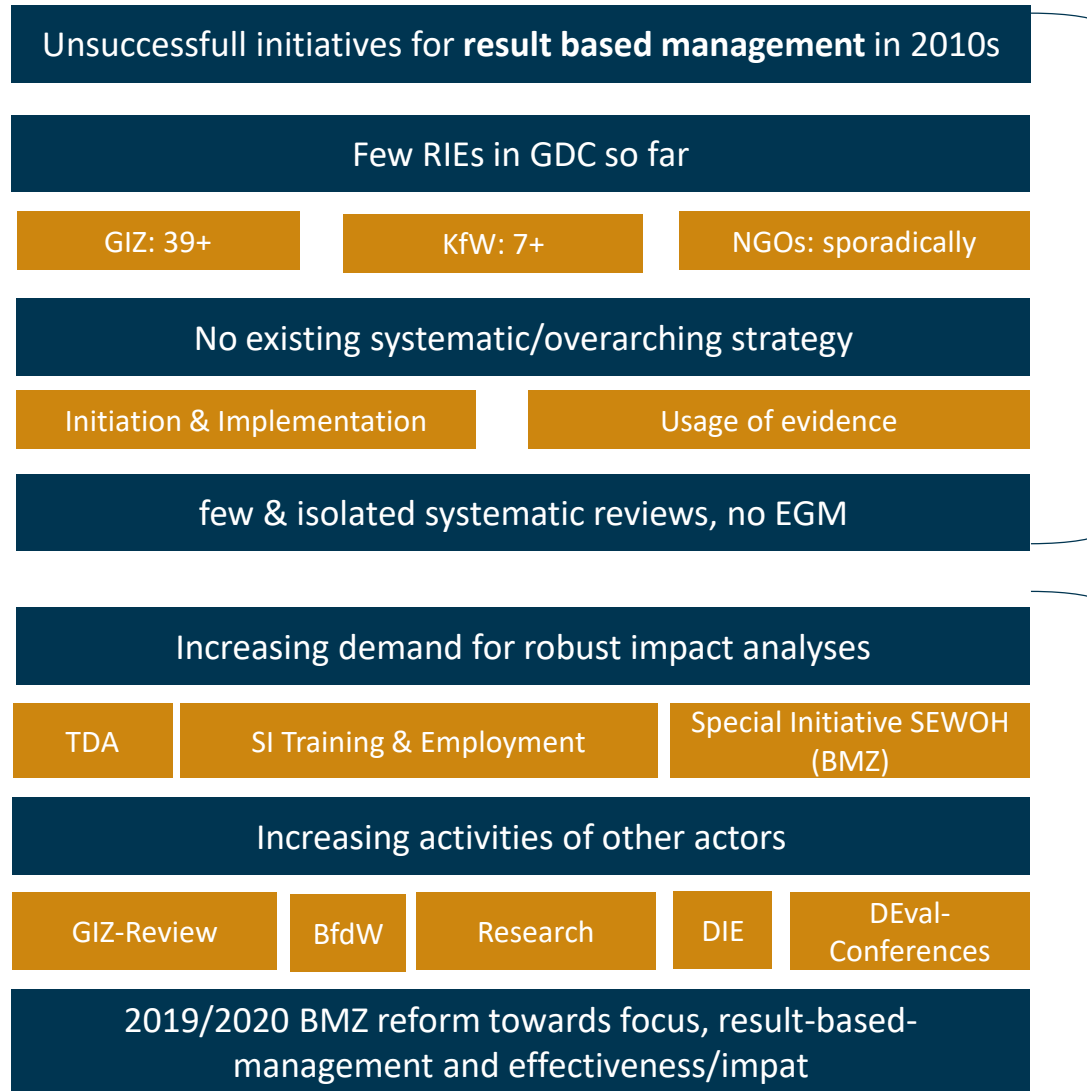 Unsuccessfull initiatives for result based management in 2010s
Few RIEs in GDC so far
GIZ: 39+
KfW: 7+
NGOs: sporadically
No existing systematic/overarching strategy
Initiation & Implementation
Usage of evidence
few & isolated systematic reviews, no EGM
Increasing demand for robust impact analyses
TDA
SI Training & Employment
Special Initiative SEWOH
(BMZ)
Increasing activities of other actors
GIZ-Review
BfdW
Research
DIE
DEval-
Conferences
2019/2020 BMZ reform towards focus, result-based-
management and effectiveness/impat